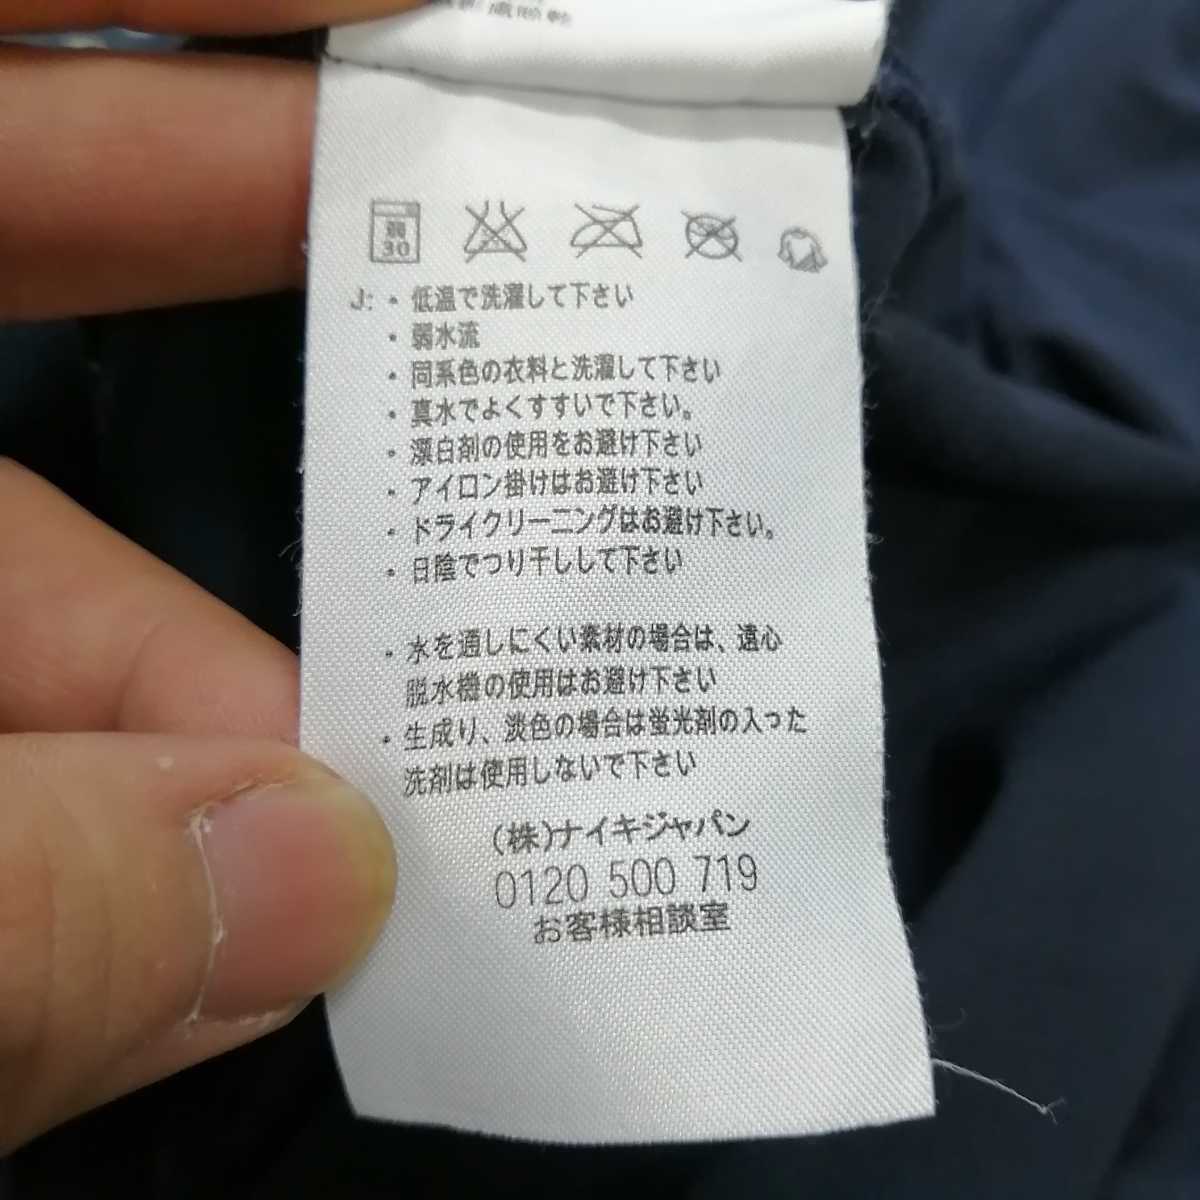 弱
30
J: ・ 低温で洗濯して下さい
・ 弱水流
・ 同系色の衣料と洗濯して下さい
・ 真水でよくすすいで下さい。
・ 漂白剤の使用をお避け下さい
・ アイロン掛けはお避け下さい
・ ドライクリーニングはお避け下さい。
・ 日陰でつり干しして下さい
・ 水を通しにくい素材の場合は、遠心
脱水機の使用はお避け下さい
・ 生成り、淡色の場合は蛍光剤の入った
洗剤は使用しないで下さい
(株)ナイキジャパン
0120 500 719
お客様相談室